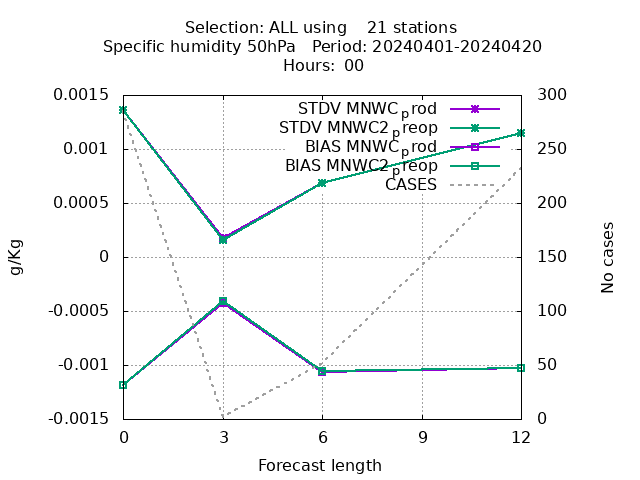 Selection: ALL using 21 stations
Specific humidity 50hPa Period: 20240401-20240420
Hours: 00
0.0015 300
STDV MNWC_prod
STDV MNWC2_preop
0.001 BIAS MNWC_prod 250
BIAS MNWC2_preop
CASES
0.0005 200
0 150
-0.0005 100
-0.001 50
-0.0015 0
0 3 6 9 12
g/Kg
No cases
Forecast length